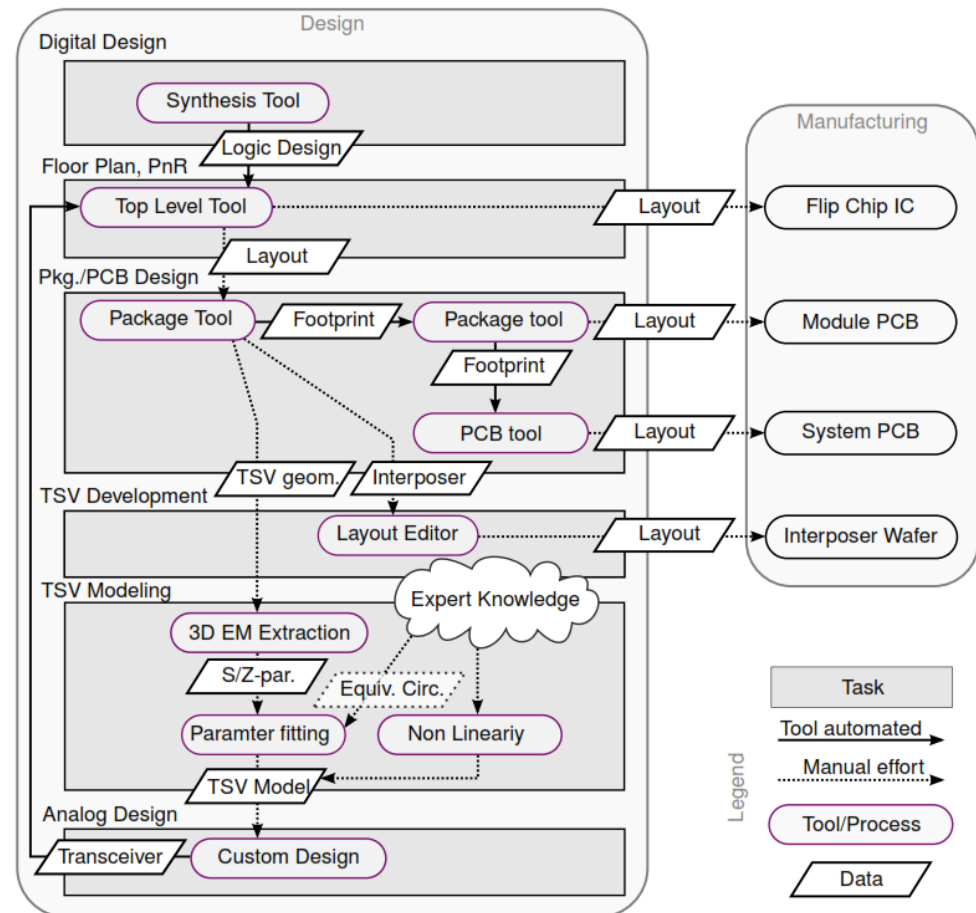 Design
Digital Design
Synthesis Tool
Logic Design
Floor Plan, PnR
Top Level Tool
Layout
Layout
Pkg./PCB Design
Package Tool
Footprint
Package tool
Layout
Footprint
PCB tool
Layout
TSV geom.
Interposer
TSV Development
Layout Editor
Layout
TSV Modeling
Expert Knowledge
3D EM Extraction
S/Z-par.
Equiv. Circ.
Paramter fitting
Non Lineariy
TSV Model
Analog Design
Transceiver
Custom Design
Manufacturing
Flip Chip IC
Module PCB
System PCB
Interposer Wafer
Legend
Task
Tool automated
Manual effort
Tool/Process
Data